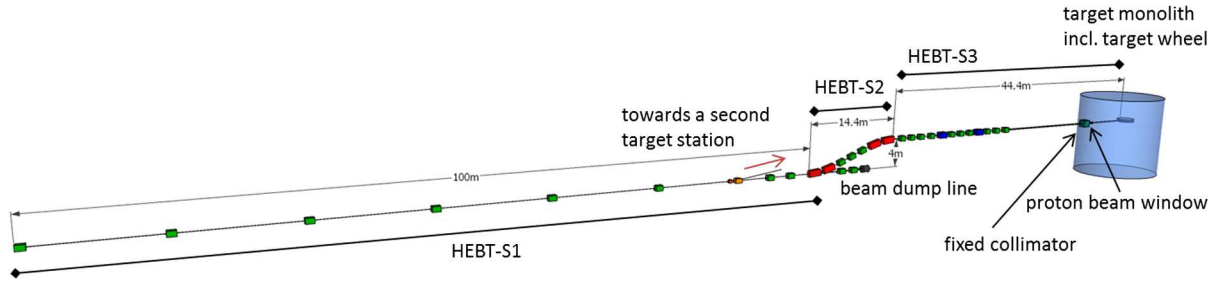 target monolith
incl. target wheel
HEBT-S3
44.4m
HEBT-S2
14.4m
towards a second
target station
4m
100m
beam dump line
proton beam window
fixed collimator
HEBT-S1